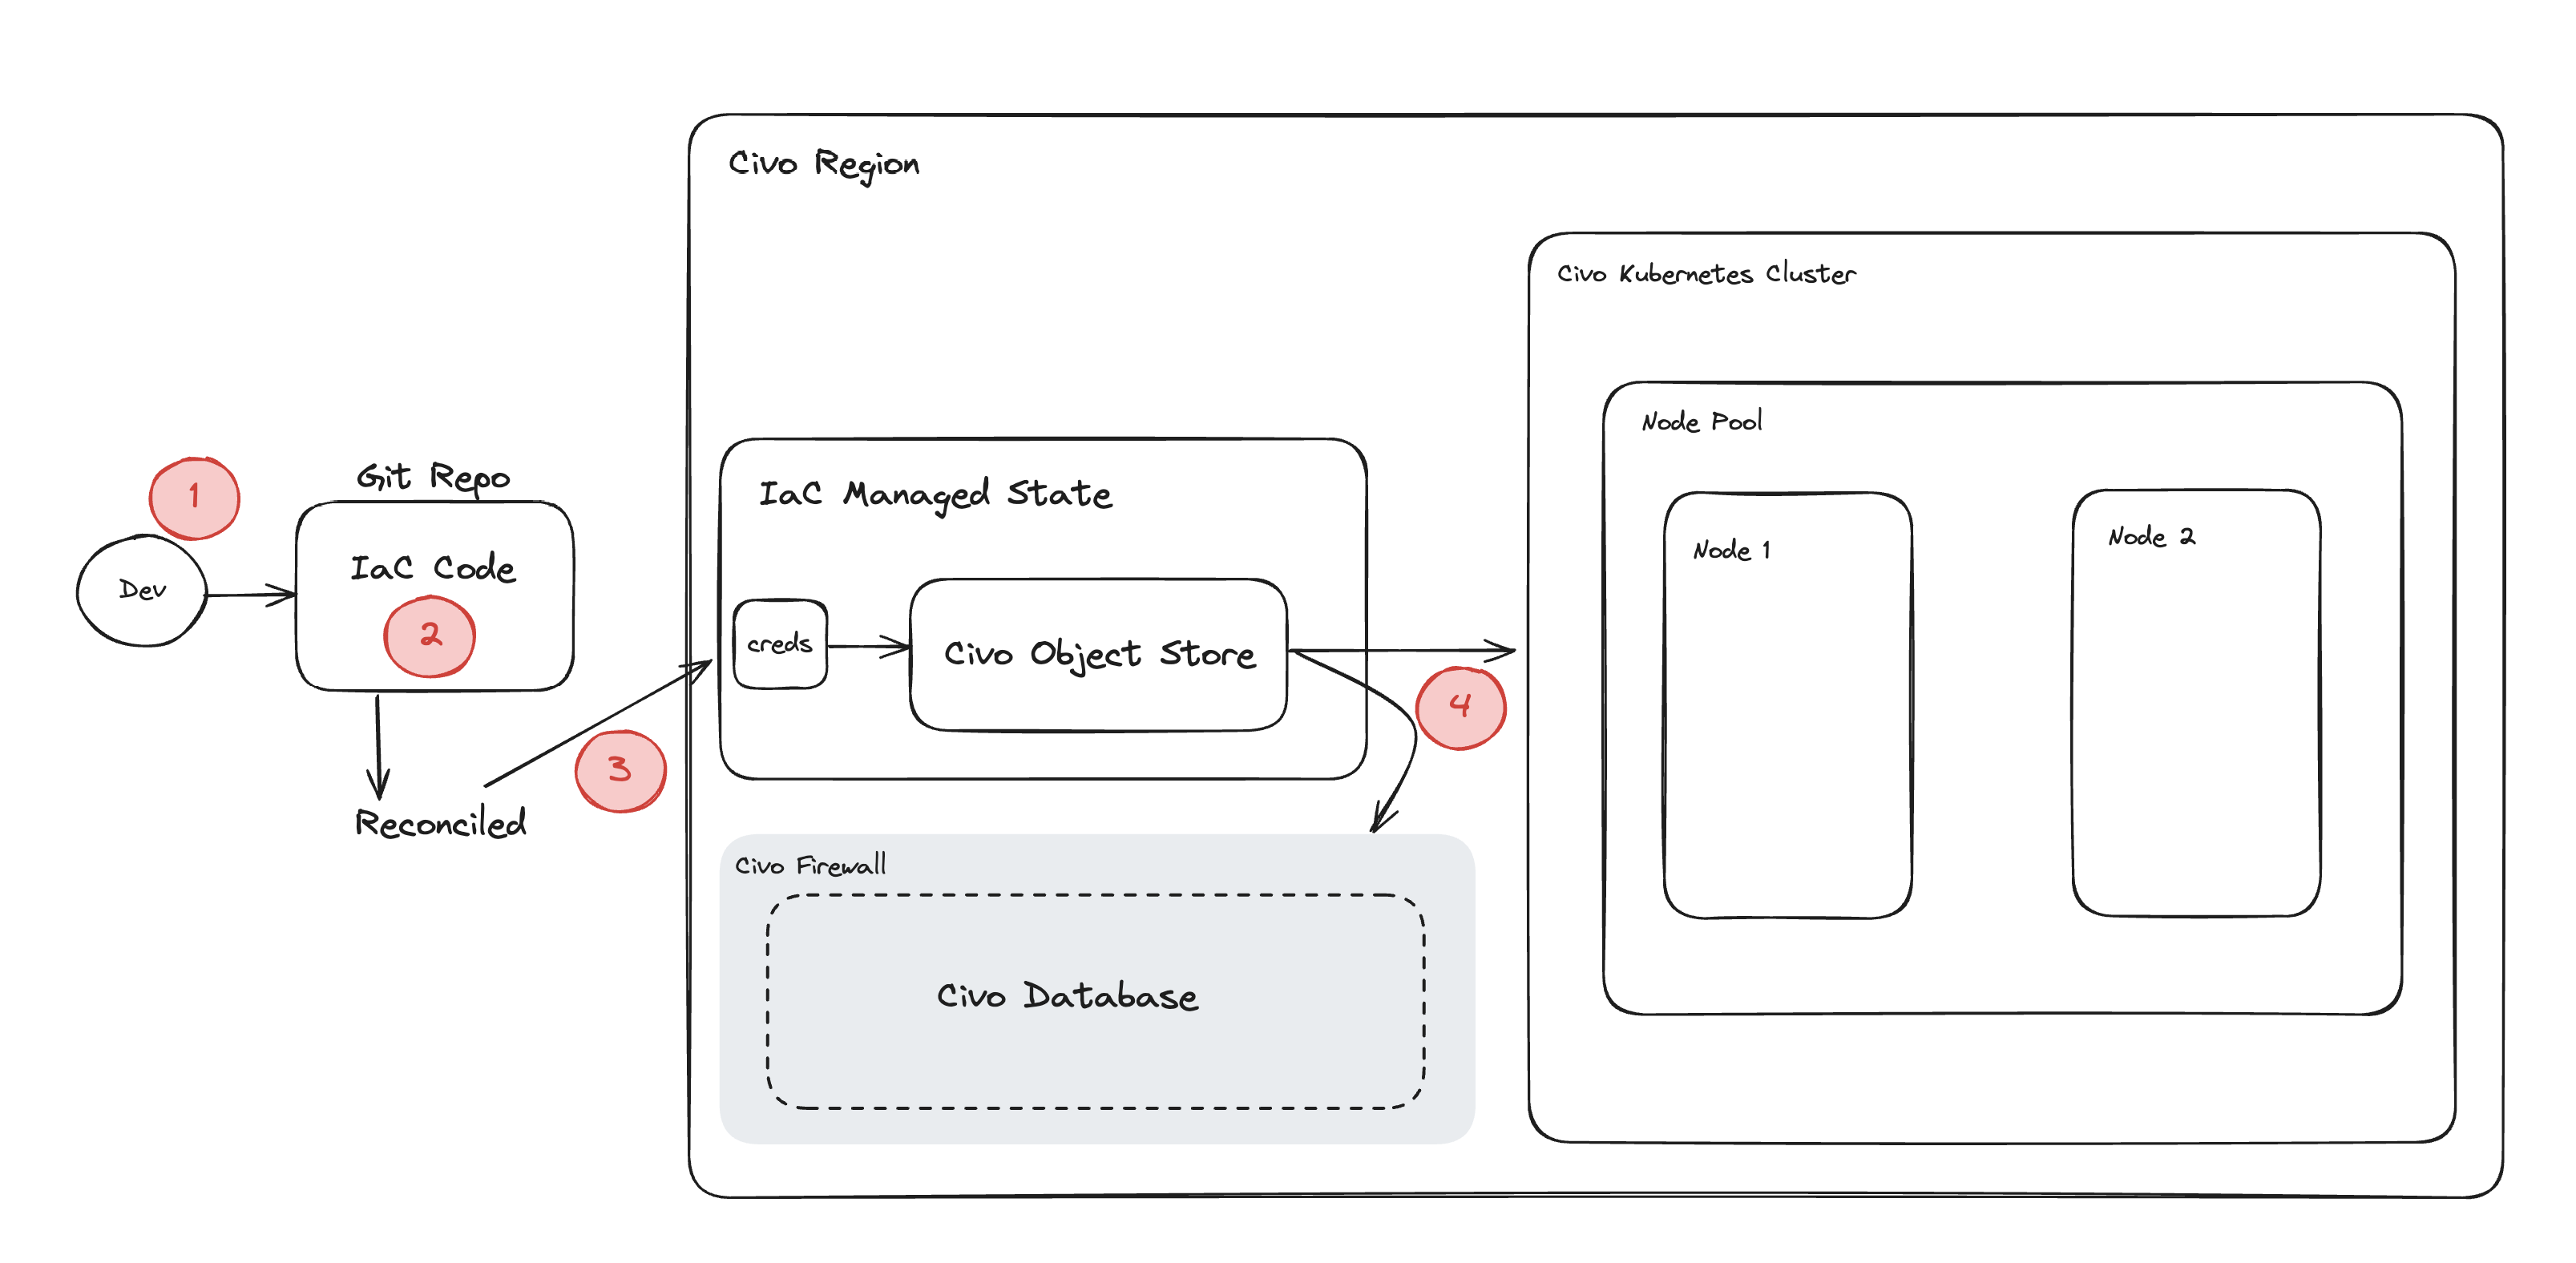 Civo Region
Civo Kubernetes Cluster
Node Pool
Node 1
Node 2
1
Dev
Git Repo
IaC Code
2
Reconciled
3
IaC Managed State
creds
Civo Object Store
4
Civo Firewall
Civo Database